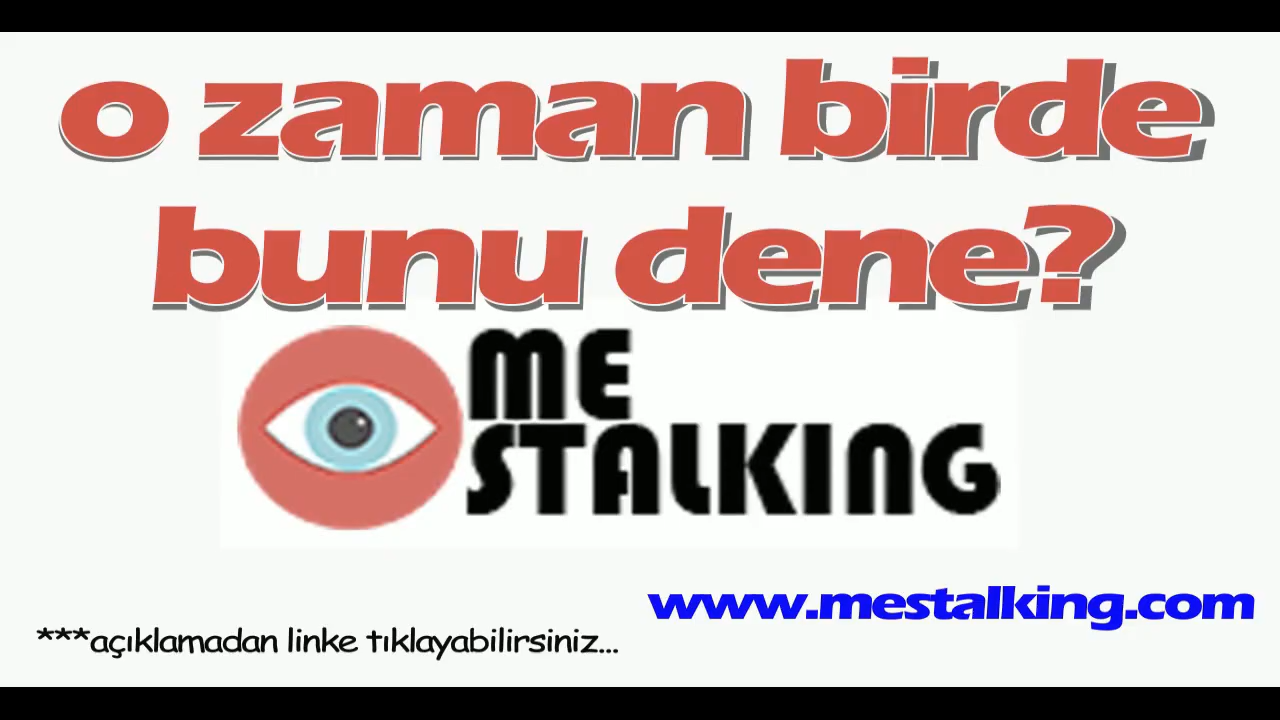 o zaman birde
bunu dene?
ME
STALKING
www.mestalking.com
***açıklamadan linke tıklayabilirsiniz...